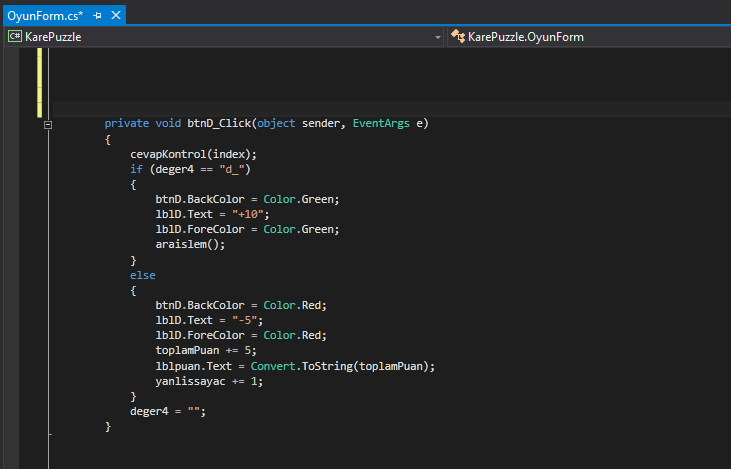 OyunForm.cs*
C# KarePuzzle
KarePuzzle.OyunForm
private void btnD_Click(object sender, EventArgs e)
{
cevapKontrol(index);
if (deger4 == "d_")
{
btnD.BackColor = Color.Green;
lblD.Text = "+10";
lblD.ForeColor = Color.Green;
araislem();
}
else
{
btnD.BackColor = Color.Red;
lblD.Text = "-5";
lblD.ForeColor = Color.Red;
toplamPuan += 5;
lblpuan.Text = Convert.ToString(toplamPuan);
yanlissayac += 1;
}
deger4 = "";
}